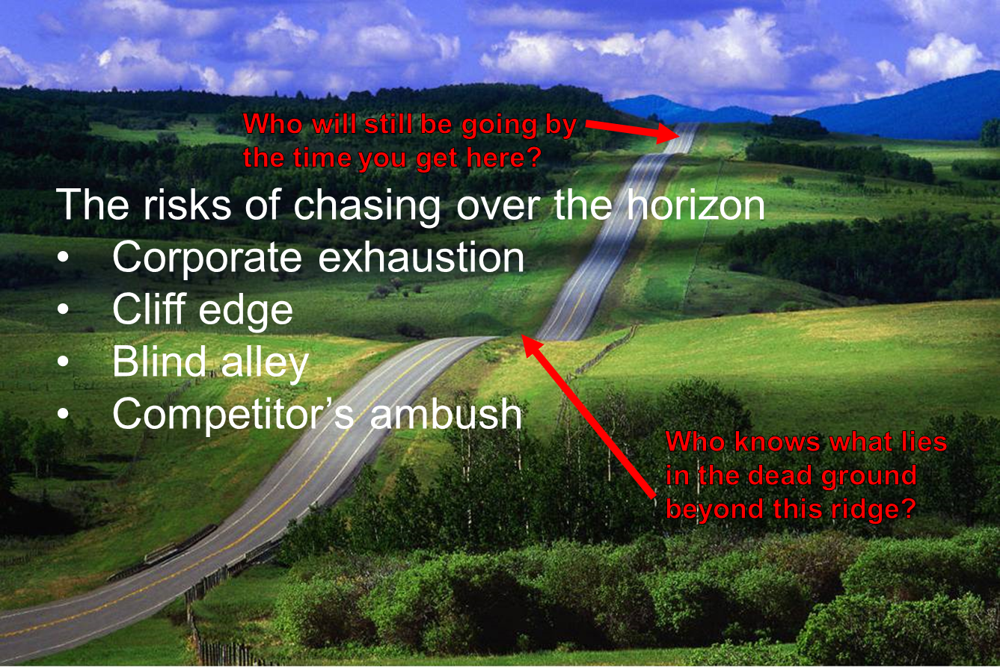 Who will still be going by
the time you get here?
The risks of chasing over the horizon
• Corporate exhaustion
• Cliff edge
• Blind alley
• Competitor’s ambush
Who knows what lies
in the dead ground
beyond this ridge?